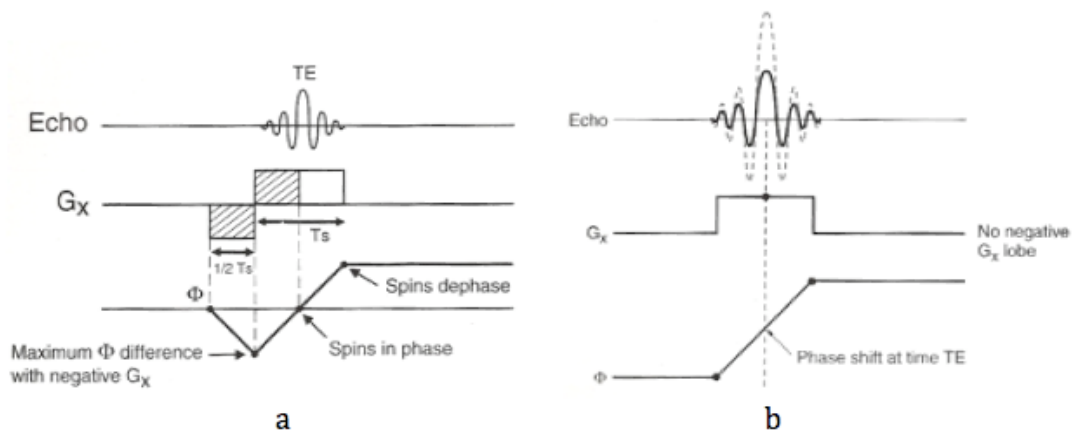 TE
Echo
Gx
Ts
1/2 Ts
Φ
Spins dephase
Spins in phase
Maximum Φ difference
with negative Gx
a
Echo
Gx
No negative
Gx lobe
Phase shift at time TE
Φ
b